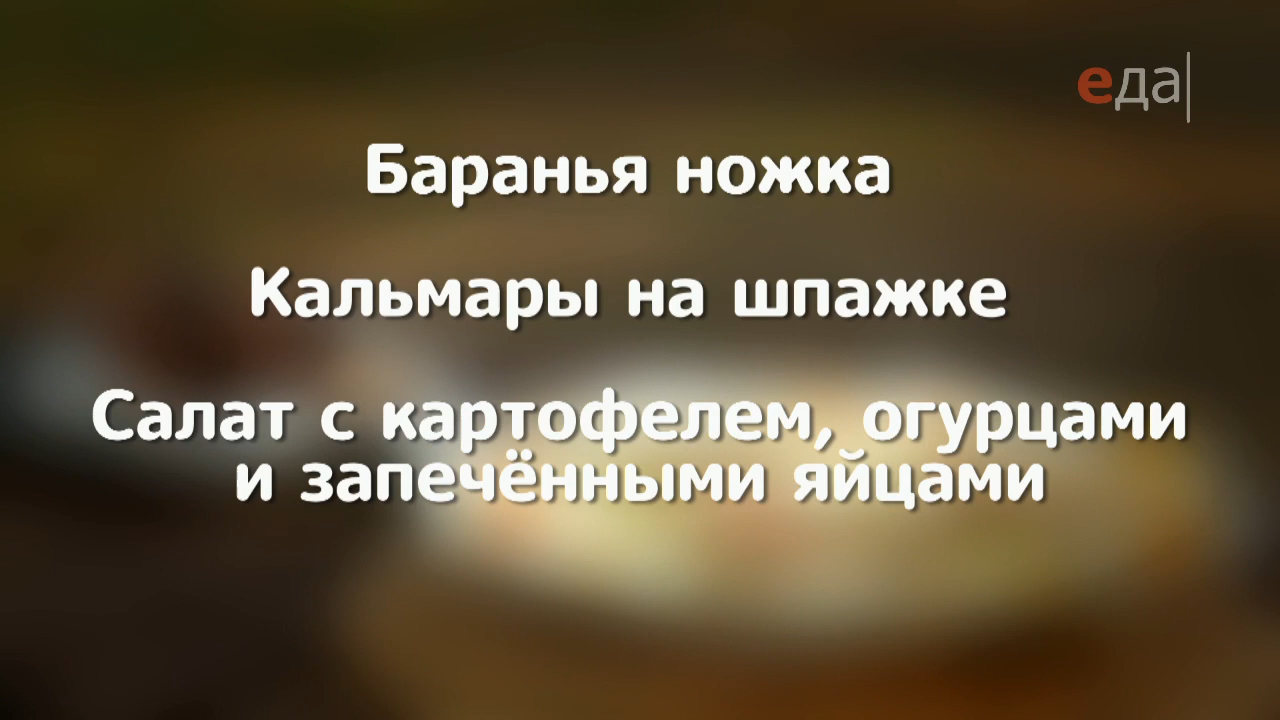 еда
Баранья ножка
Кальмары на шпажке
Салат с картофелем, огурцами
и запечёнными яйцами